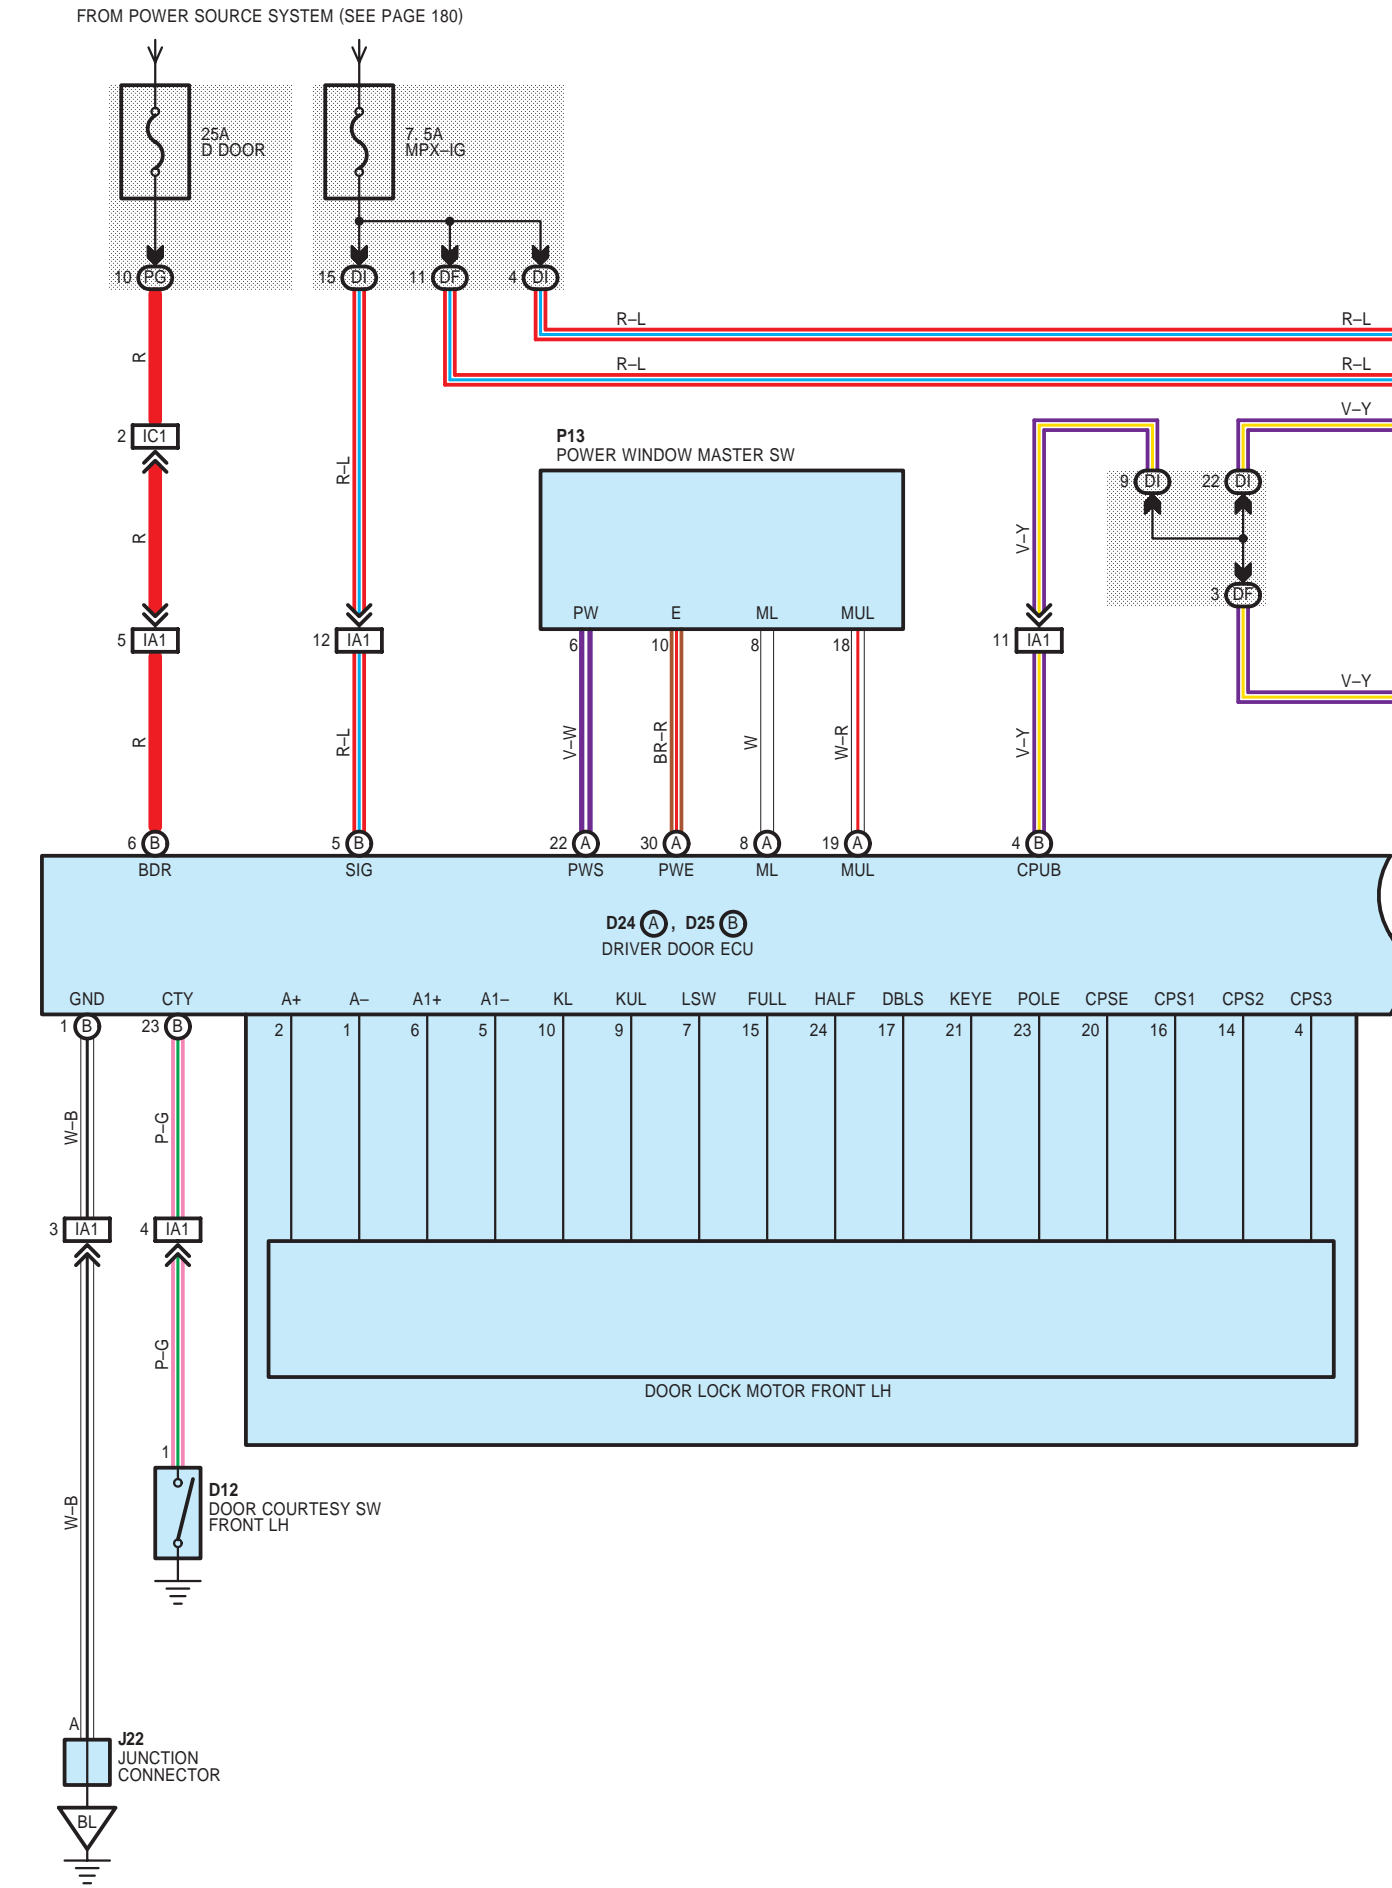 FROM POWER SOURCE SYSTEM (SEE PAGE 180)
25A
D DOOR
7. 5A
MPX–IG
10 PG
15 DI
11 DF
4 DI
R–L
R–L
R–L
R–L
V–Y
R
2 IC1
R–L
P13
POWER WINDOW MASTER SW
9 DI
22 DI
R
V–Y
3 DF
PW
E
ML
MUL
5 IA1
12 IA1
6
10
8
18
11 IA1
V–Y
R
R–L
V–W
BR–R
W
W–R
V–Y
6 B
5 B
22 A
30 A
8 A
19 A
4 B
BDR
SIG
PWS
PWE
ML
MUL
CPUB
D24 A , D25 B
DRIVER DOOR ECU
GND
CTY
A+
A–
A1+
A1–
KL
KUL
LSW
FULL
HALF
DBLS
KEYE
POLE
CPSE
CPS1
CPS2
CPS3
1 B
23 B
2
1
6
5
10
9
7
15
24
17
21
23
20
16
14
4
W–B
P–G
3 IA1
4 IA1
P–G
DOOR LOCK MOTOR FRONT LH
1
D12
DOOR COURTESY SW
FRONT LH
W–B
A
J22
JUNCTION
CONNECTOR
BL